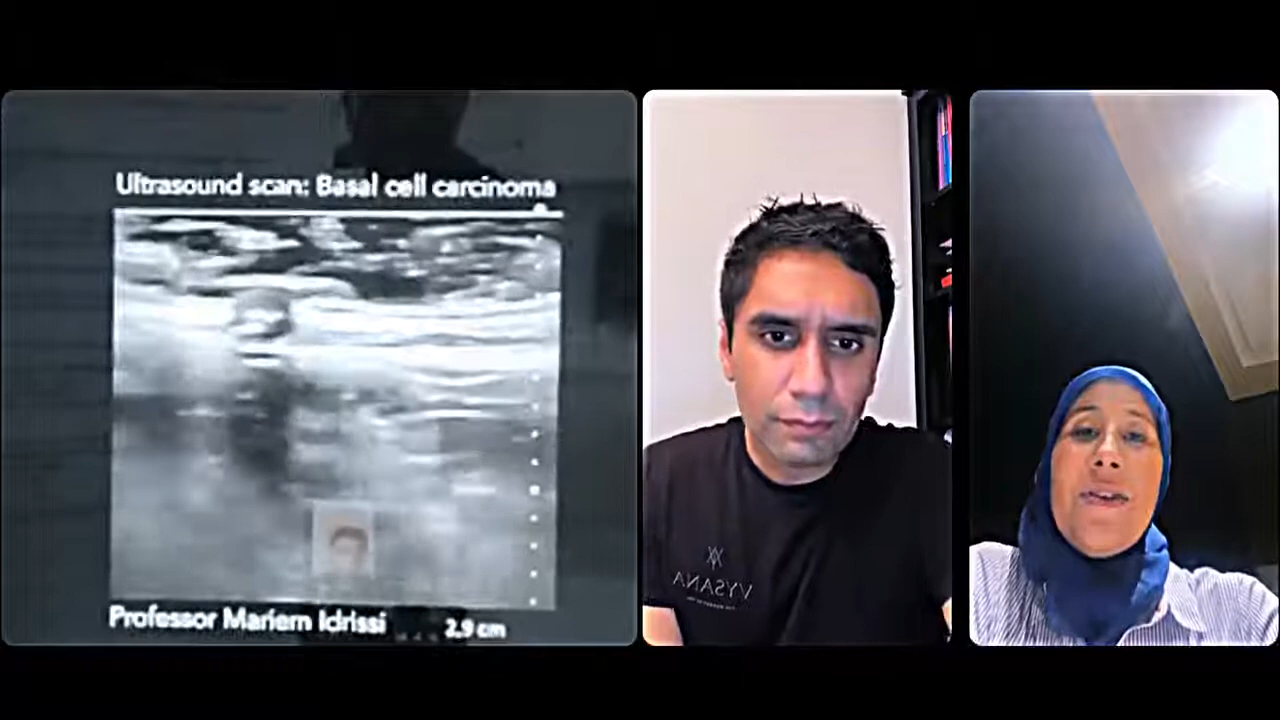 Ultrasound scan: Basal cell carcinoma
Professor Mariem Idrissi
2,9 cm
VYSANA